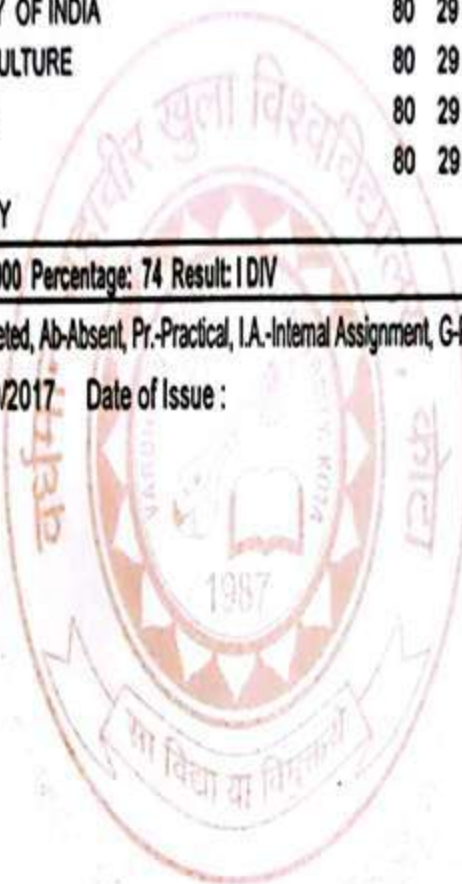 Y OF INDIA 80 29
ULTURE 80 29
80 29
80 29
Y
000 Percentage: 74 Result: I DIV
eted, Ab-Absent, Pr.-Practical, I.A.-Internal Assignment, G-
/2017 Date of Issue :
खुला विश्वविद्यालय
कोटा
1987
सा विद्या या विमुक्तये